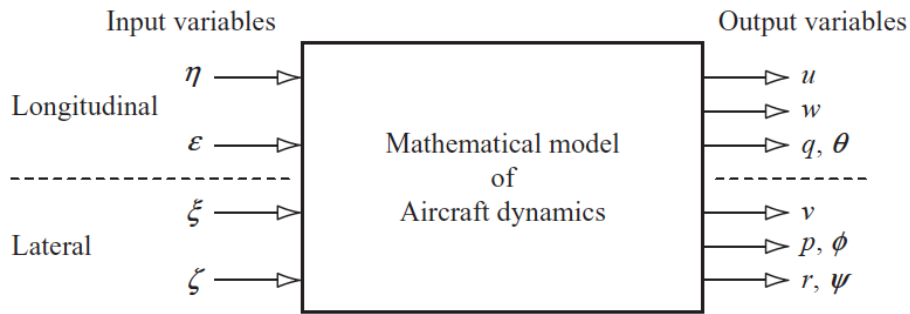 Input variables
Output variables
η
u
Longitudinal
w
ε
q, θ
Mathematical model
of
Aircraft dynamics
ξ
v
Lateral
p, ϕ
ζ
r, ψ